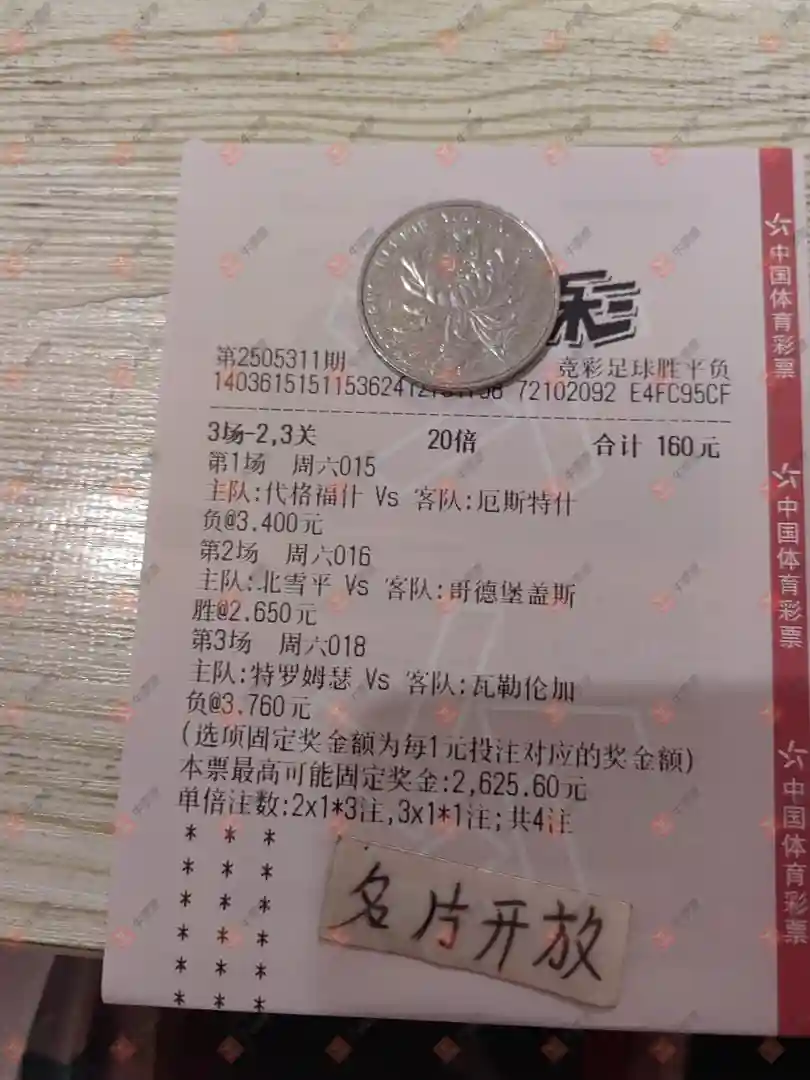 彩
第2505311期 竞彩足球胜平负
14036151511536241 72102092 E4FC95CF
3场-2,3关 20倍 合计 160元
第1场 周六015
主队:代格福什 Vs 客队:厄斯特什
负@3.400元
第2场 周六016
主队:北雪平 Vs 客队:哥德堡盖斯
胜@2.650元
第3场 周六018
主队:特罗姆瑟 Vs 客队:瓦勒伦加
负@3.760元
(选项固定奖金额为每1元投注对应的奖金额)
本票最高可能固定奖金:2,625.60元
单倍注数:2x1*3注,3x1*1注;共4注
* * *
* * *
* * *
* * *
* * *
* * *
名片开放
中国体育彩票
中国体育彩票
中国体育彩票